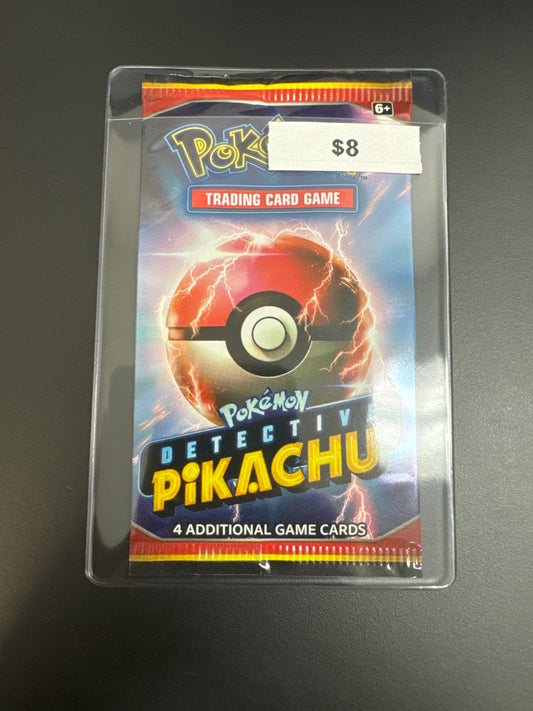 6+
$8
TRADING CARD GAME
POKéMON
DETECTIV
PiKACHU
4 ADDITIONAL GAME CARDS